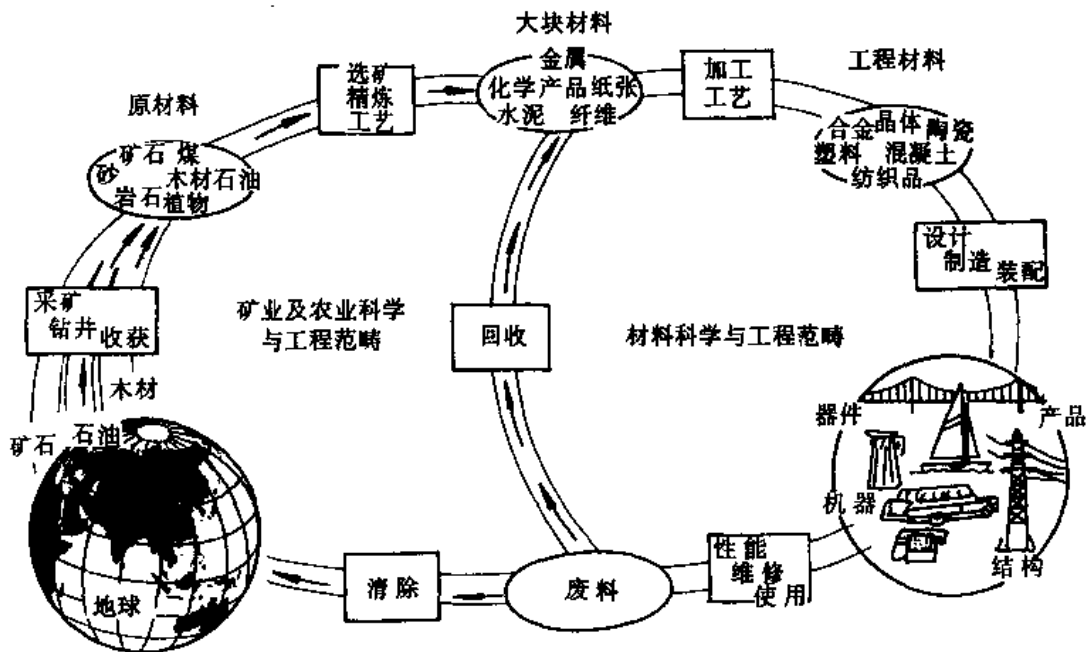 大块材料
金属
化学产品纸张
水泥 纤维
选矿
精炼
工艺
加工
工艺
工程材料
合金晶体陶瓷
塑料 混凝土
纺织品
原材料
矿石 煤
砂 木材石油
岩石植物
设计
制造
装配
采矿
钻井
收获
矿业及农业科学
与工程范畴
回收
材料科学与工程范畴
木材
矿石 石油
地球
器件
产品
机器
结构
性能
维修
使用
废料
清除